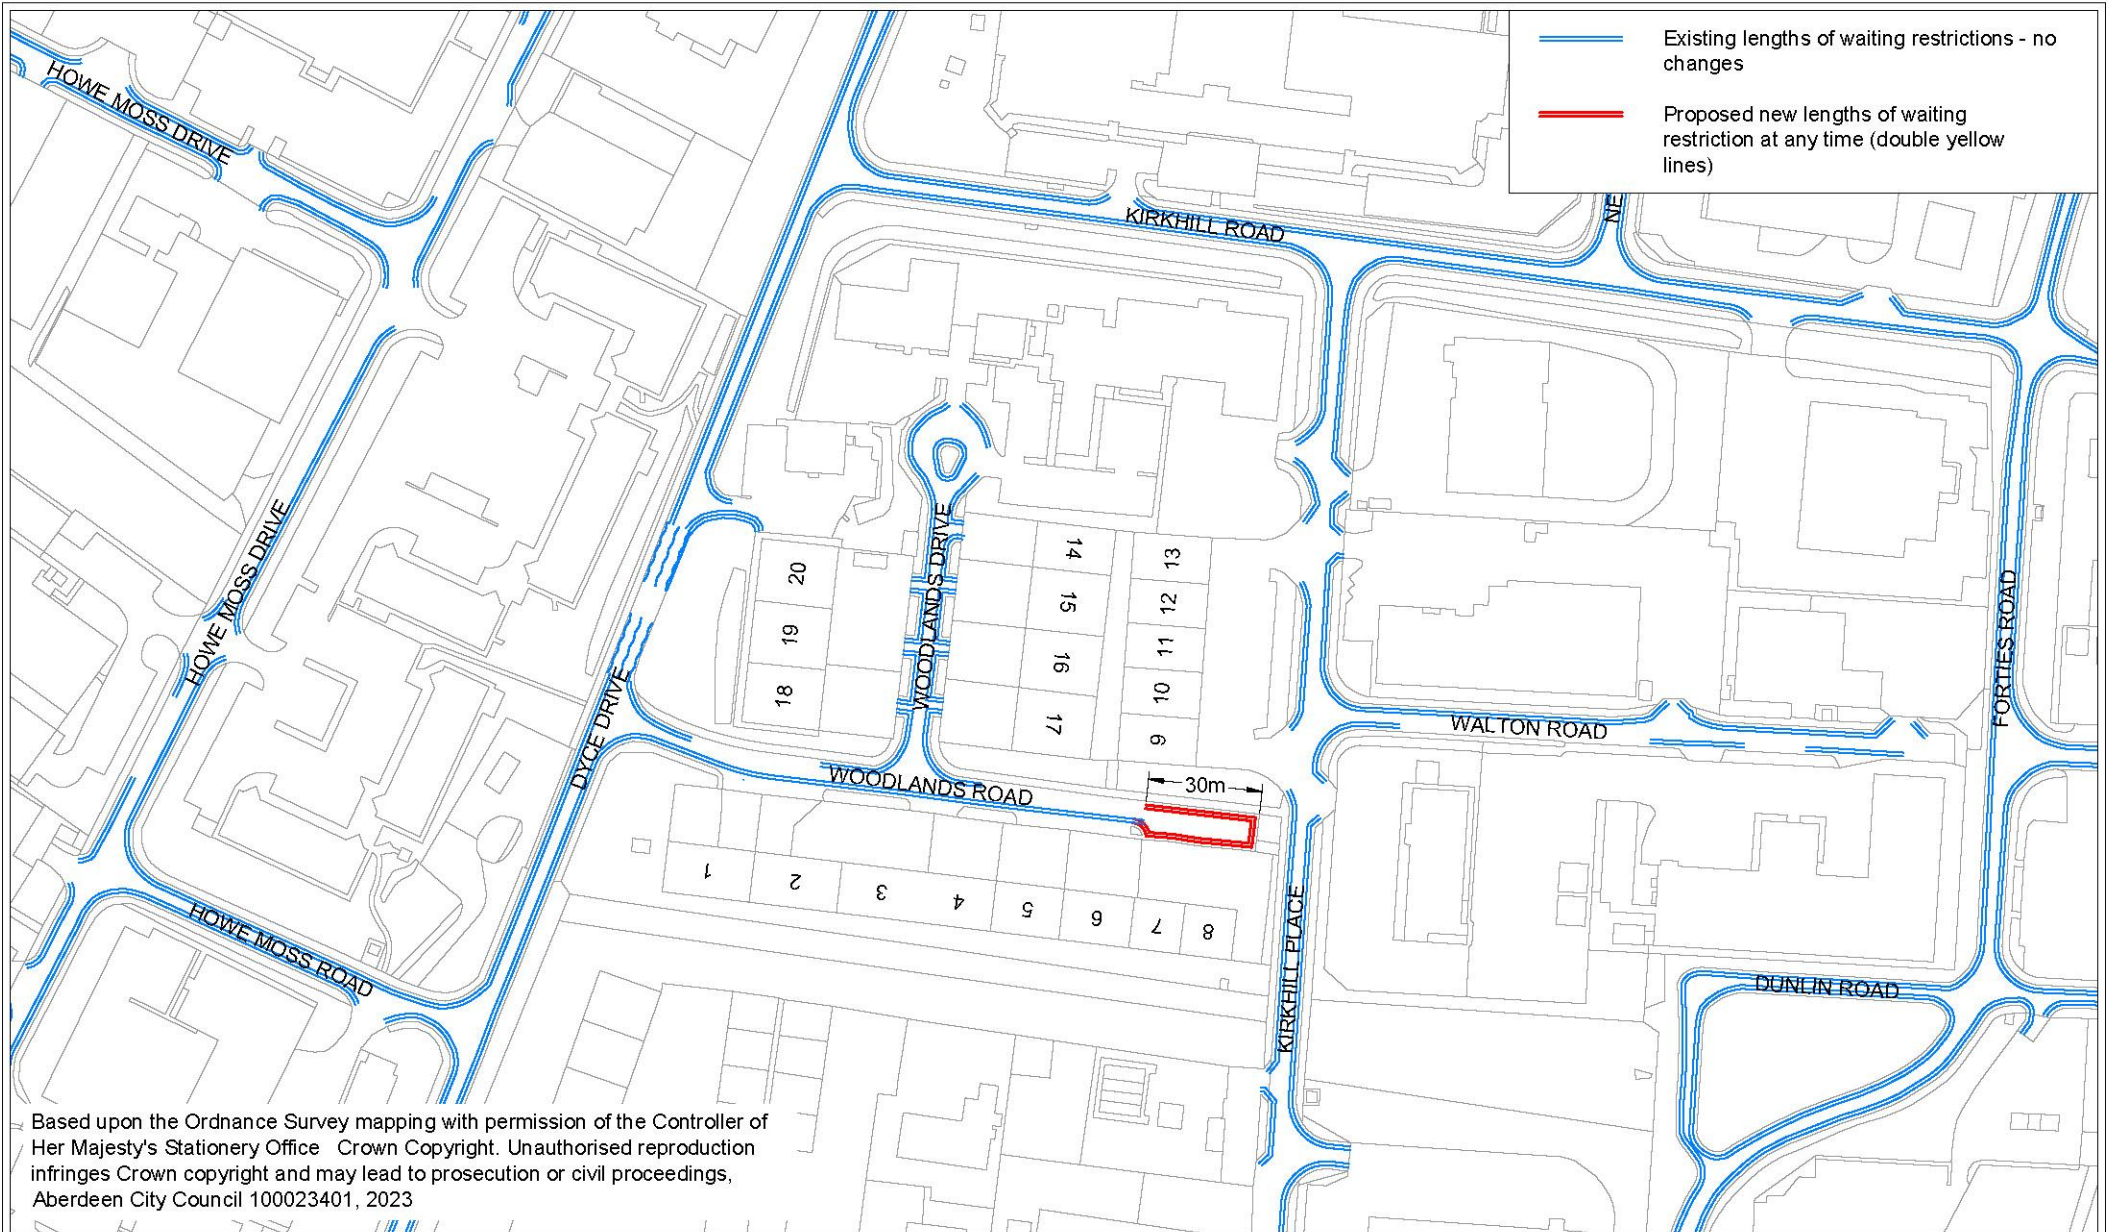 Existing lengths of waiting restrictions - no
changes
Proposed new lengths of waiting
restriction at any time (double yellow
lines)
HOWE MOSS DRIVE
KIRKHILL ROAD
NE
HOWE MOSS DRIVE
HOWE MOSS DRIVE
DYCE DRIVE
WOODLANDS DRIVE
20
19
18
14
15
16
17
13
12
11
10
9
FORTIES ROAD
WALTON ROAD
WOODLANDS ROAD
30m
1
2
3
4
5
6
7
8
KIRKHILL PLACE
HOWE MOSS ROAD
DUNLIN ROAD
Based upon the Ordnance Survey mapping with permission of the Controller of
Her Majesty's Stationery Office Crown Copyright. Unauthorised reproduction
infringes Crown copyright and may lead to prosecution or civil proceedings,
Aberdeen City Council 100023401, 2023